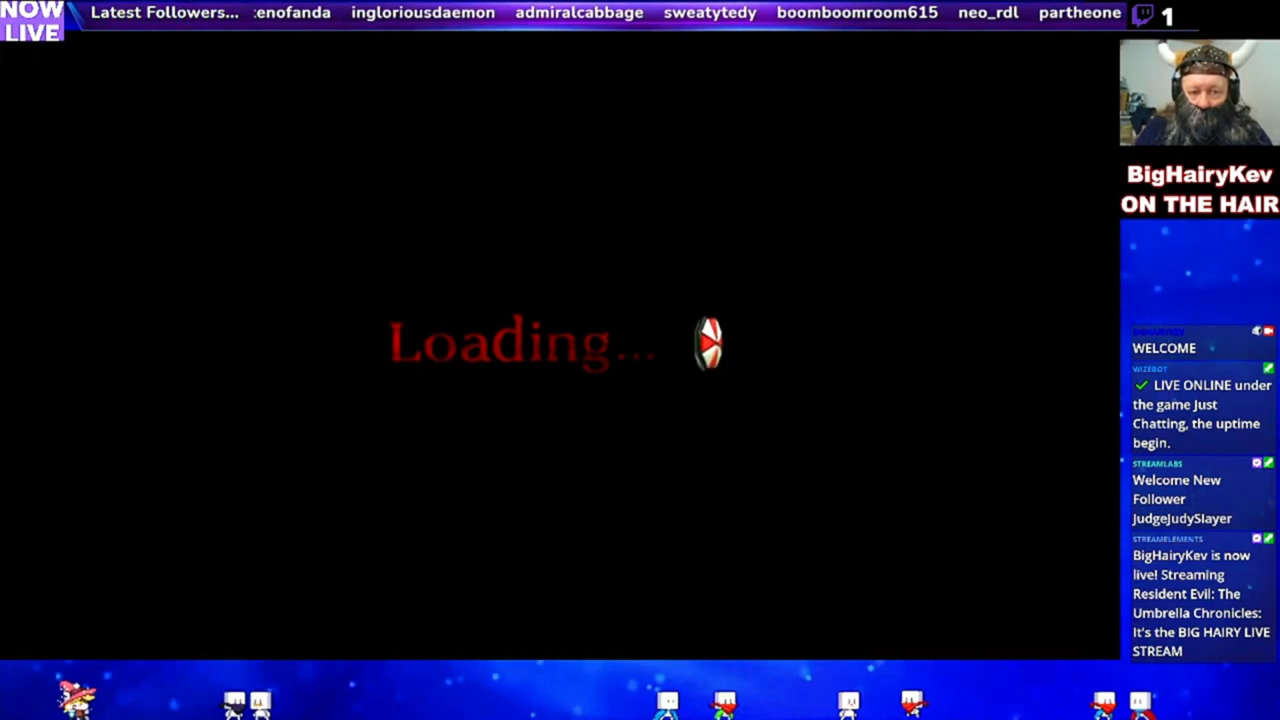 NOW
LIVE
Latest Followers... enofanda ingloriousdaemon admiralcabbage sweatytedy boomboomroom615 neo_rdl partheone
1
BigHairyKev
ON THE HAIR
Loading...
BIGHAIRYKEV
WELCOME
WIZEBOT
LIVE ONLINE under
the game Just
Chatting, the uptime
begin.
STREAMLABS
Welcome New
Follower
JudgeJudySlayer
STREAMELEMENTS
BigHairyKev is now
live! Streaming
Resident Evil: The
Umbrella Chronicles:
It's the BIG HAIRY LIVE
STREAM